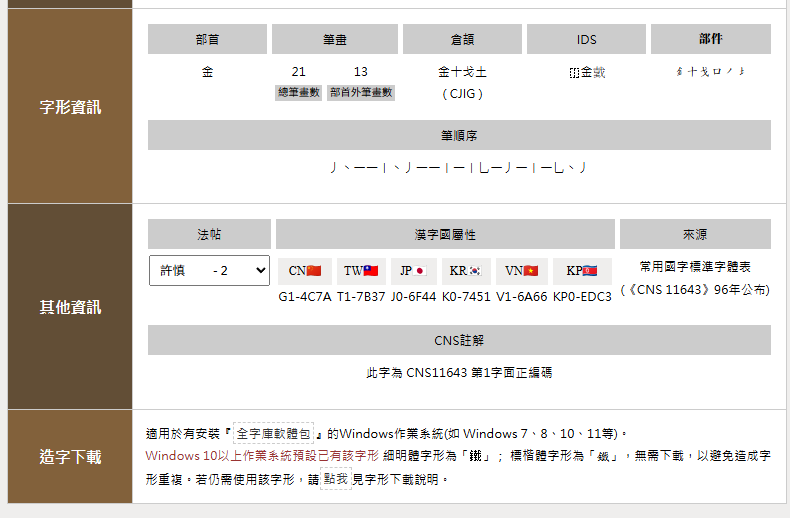 字形資訊
部首 筆畫 倉頡 IDS 部件
金 21 13 金十戈土 ⿰金 釒十戈口丿
總筆畫數 部首外筆畫數 ( CJIG )
筆順序
丿丶一一丨丶丿一一丨一丨乚一丿一丨一乚丶丿
其他資訊
法帖 漢字國屬性 來源
許慎 - 2
CN🇨🇳 TW🇹🇼 JP🇯🇵 KR🇰🇷 VN🇻🇳 KP🇰🇵
G1-4C7A T1-7B37 J0-6F44 K0-7451 V1-6A66 KP0-EDC3
常用國字標準字體表
(《CNS 11643》96年公布)
CNS註解
此字為 CNS11643 第1字面正編碼
造字下載
適用於有安裝『全字庫軟體包』的Windows作業系統(如 Windows 7、8、10、11等)。
Windows 10以上作業系統預設已有該字形 細明體字形為「鐵」； 標楷體字形為「鐵」，無需下載，以避免造成字
形重複。若仍需使用該字形，請點我見字形下載說明。